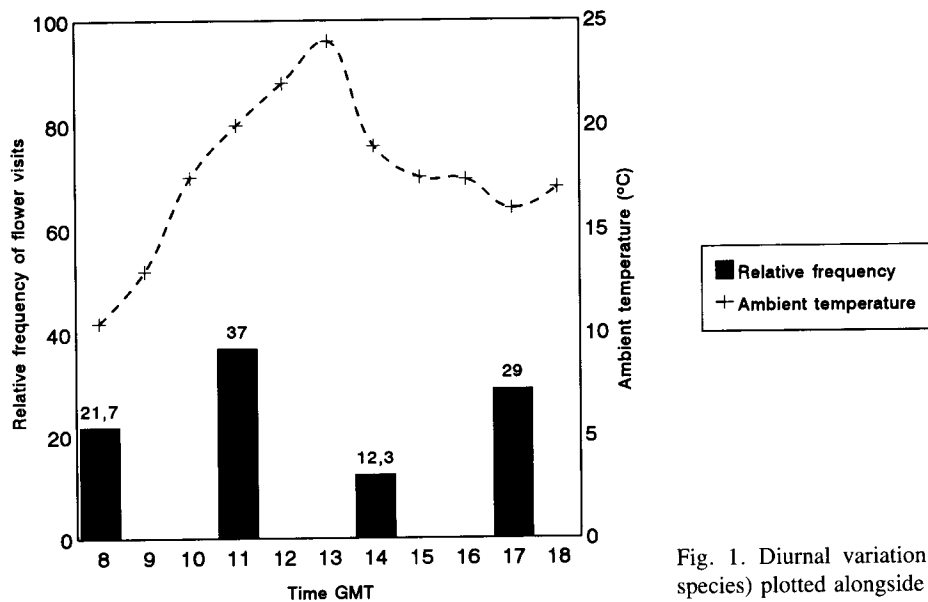 100
80
60
40
20
0
Relative frequency of flower visits
25
20
15
10
5
0
Ambient temperature (ºC)
21,7
37
12,3
29
8 9 10 11 12 13 14 15 16 17 18
Time GMT
Relative frequency
Ambient temperature
Fig. 1. Diurnal variation
species) plotted alongside